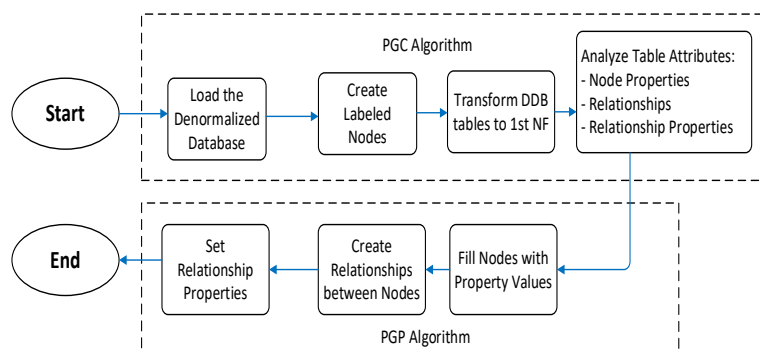 PGC Algorithm
Start
Load the
Denormalized
Database
Create
Labeled
Nodes
Transform DDB
tables to 1st NF
Analyze Table Attributes:
- Node Properties
- Relationships
- Relationship Properties
End
Set
Relationship
Properties
Create
Relationships
between Nodes
Fill Nodes with
Property Values
PGP Algorithm